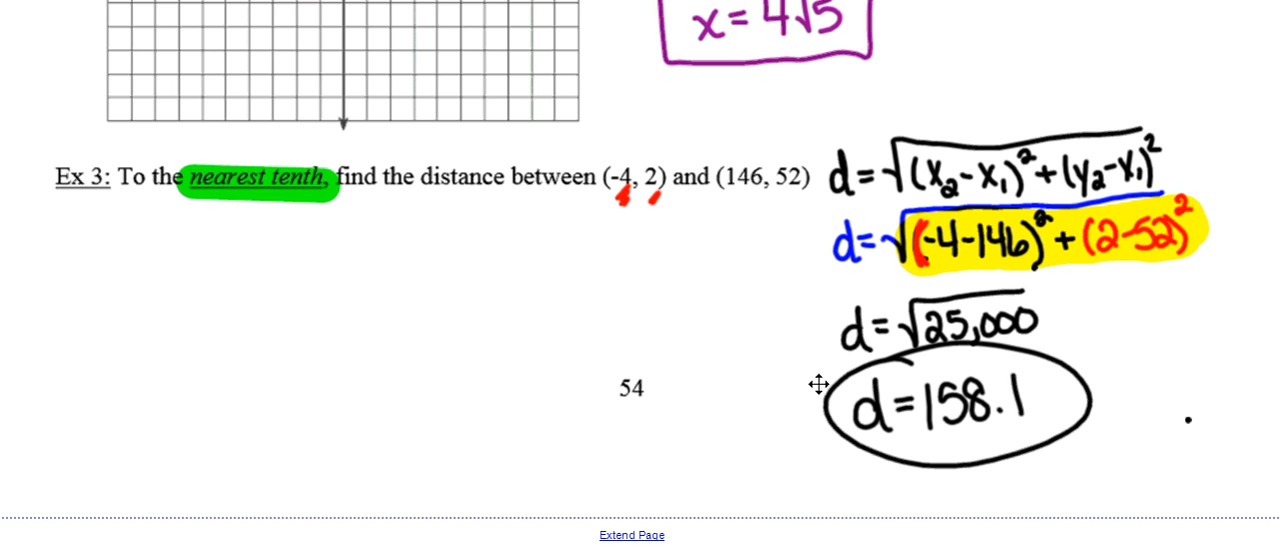 x = 4√5
Ex 3: To the nearest tenth, find the distance between (-4, 2) and (146, 52)
d = √(x₂ - x₁)² + (y₂ - y₁)²
d = √(-4 - 146)² + (2 - 52)²
d = √25,000
54
d = 158.1
Extend Page